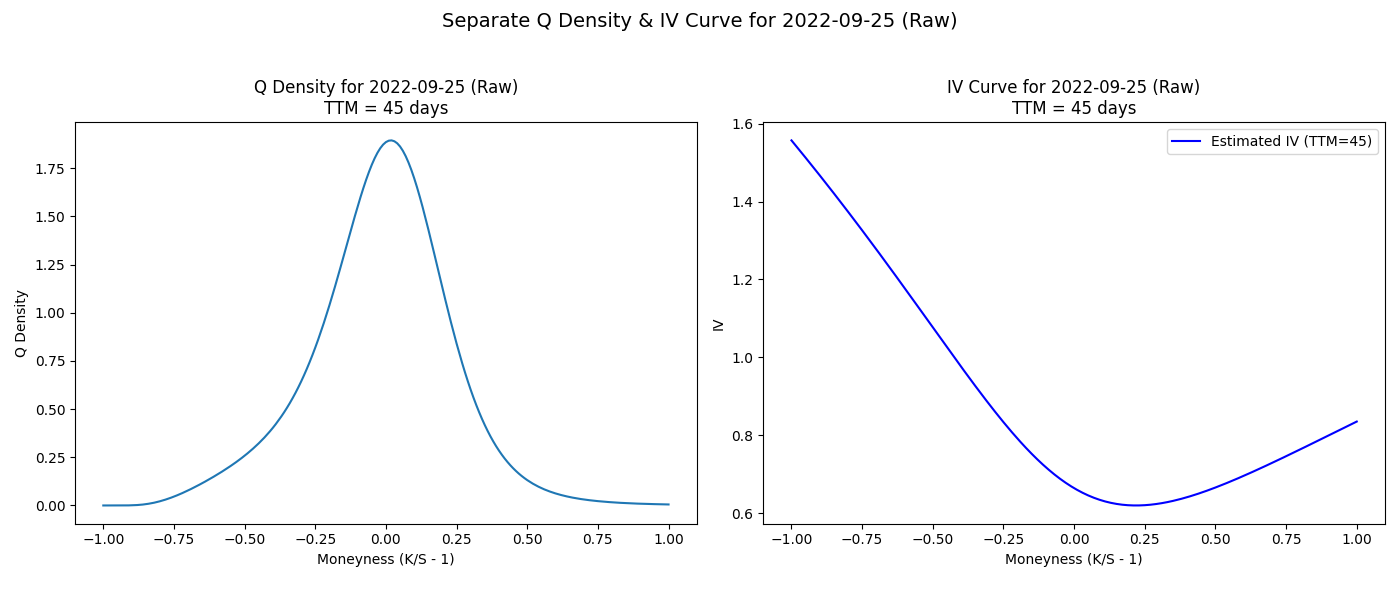 Separate Q Density & IV Curve for 2022-09-25 (Raw)
Q Density for 2022-09-25 (Raw)
TTM = 45 days
1.75
1.50
1.25
1.00
0.75
0.50
0.25
0.00
Q Density
−1.00 −0.75 −0.50 −0.25 0.00 0.25 0.50 0.75 1.00
Moneyness (K/S - 1)
IV Curve for 2022-09-25 (Raw)
TTM = 45 days
Estimated IV (TTM=45)
1.6
1.4
1.2
1.0
0.8
0.6
IV
−1.00 −0.75 −0.50 −0.25 0.00 0.25 0.50 0.75 1.00
Moneyness (K/S - 1)